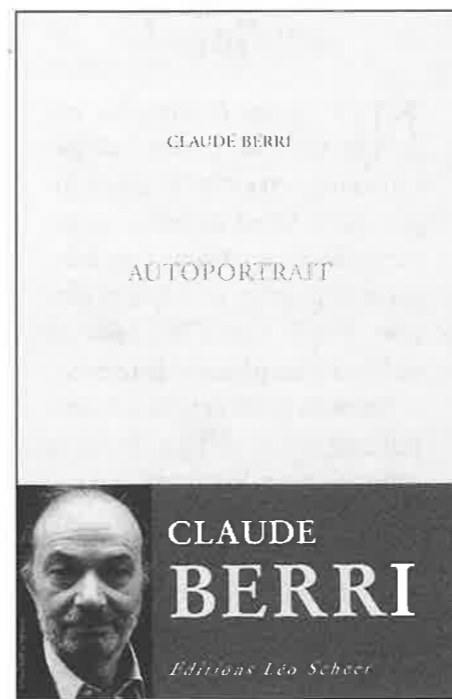 CLAUDE BERRI
AUTOPORTRAIT
CLAUDE
BERRI
Editions Léo Scheer